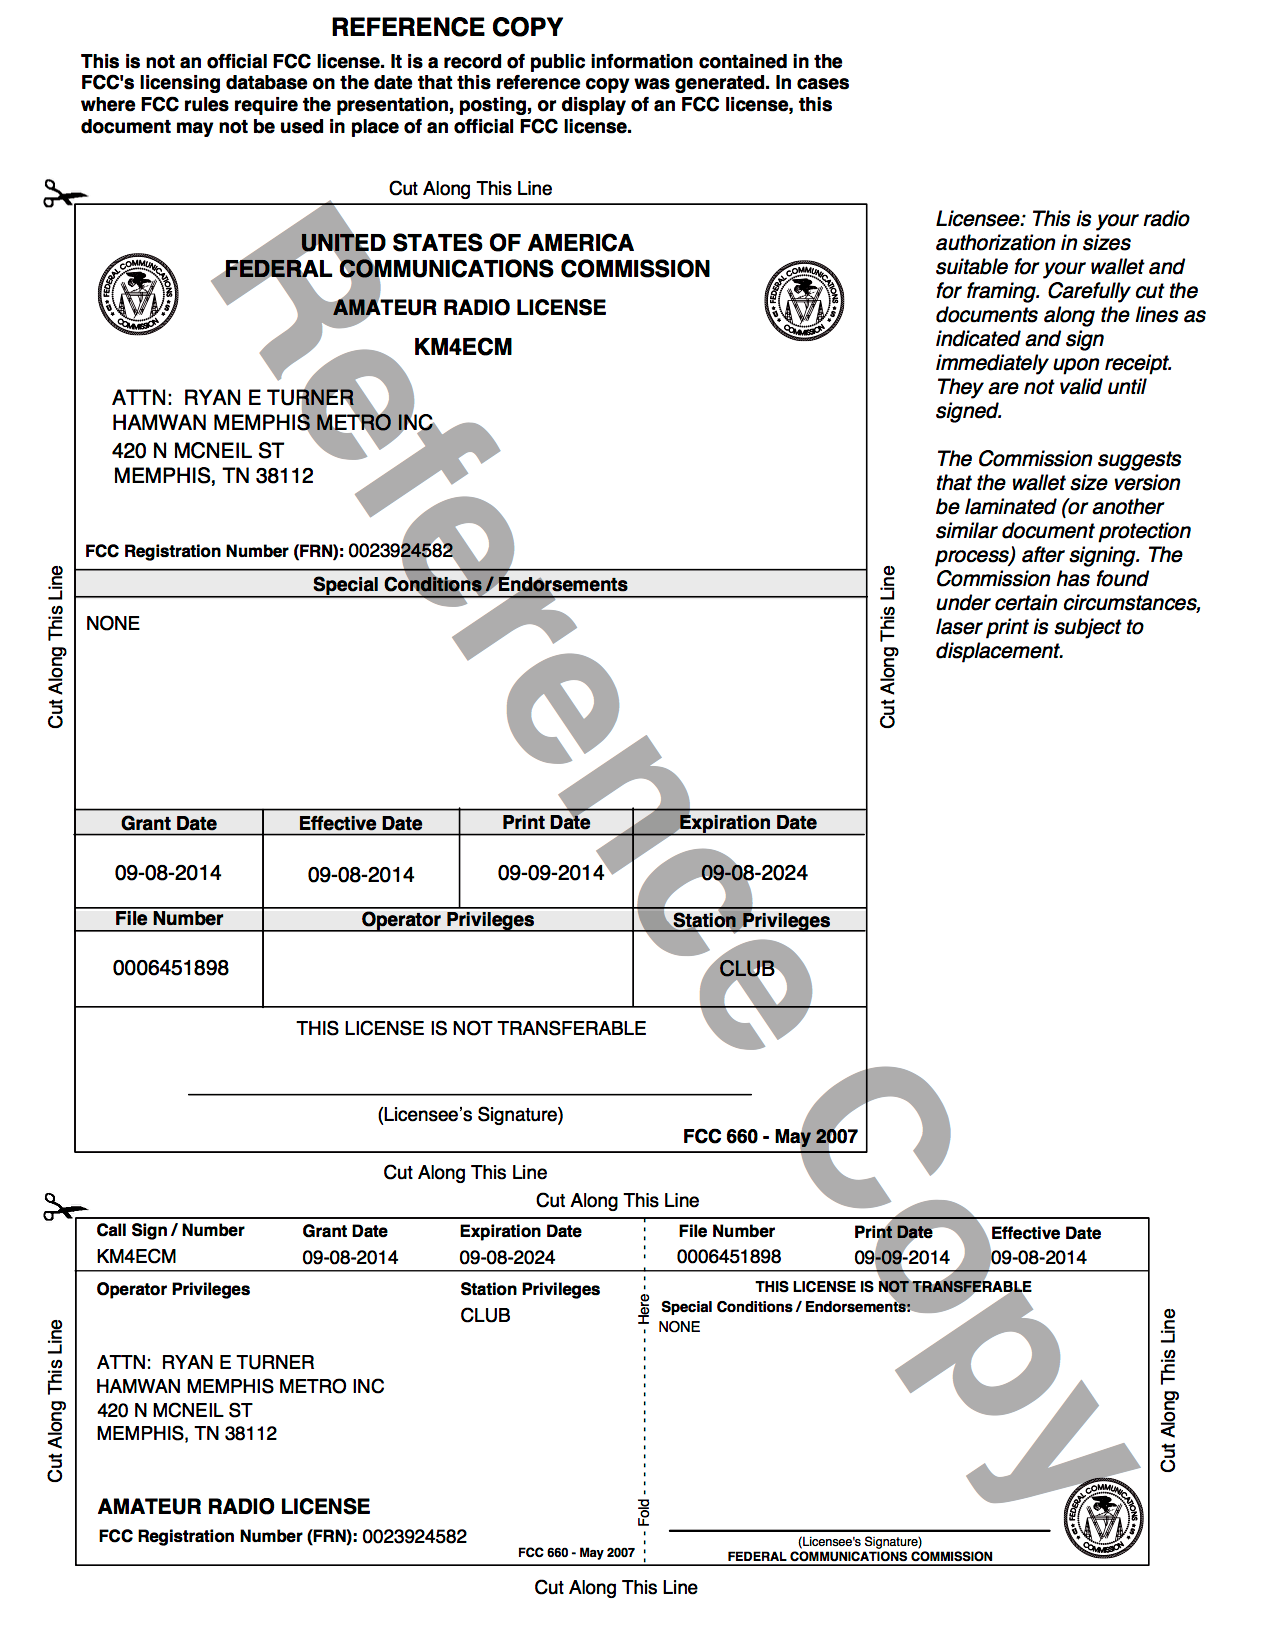 REFERENCE COPY
This is not an official FCC license. It is a record of public information contained in the
FCC's licensing database on the date that this reference copy was generated. In cases
where FCC rules require the presentation, posting, or display of an FCC license, this
document may not be used in place of an official FCC license.
Cut Along This Line
UNITED STATES OF AMERICA
FEDERAL COMMUNICATIONS COMMISSION
AMATEUR RADIO LICENSE
KM4ECM
FEDERAL COMMUNICATIONS COMMISSION
FEDERAL COMMUNICATIONS COMMISSION
ATTN: RYAN E TURNER
HAMWAN MEMPHIS METRO INC
420 N MCNEIL ST
MEMPHIS, TN 38112
FCC Registration Number (FRN): 0023924582
Special Conditions / Endorsements
NONE
Grant Date Effective Date Print Date Expiration Date
09-08-2014 09-08-2014 09-09-2014 09-08-2024
File Number Operator Privileges Station Privileges
0006451898 CLUB
THIS LICENSE IS NOT TRANSFERABLE
(Licensee's Signature)
FCC 660 - May 2007
Cut Along This Line
Cut Along This Line
Cut Along This Line
Licensee: This is your radio
authorization in sizes
suitable for your wallet and
for framing. Carefully cut the
documents along the lines as
indicated and sign
immediately upon receipt.
They are not valid until
signed.
The Commission suggests
that the wallet size version
be laminated (or another
similar document protection
process) after signing. The
Commission has found
under certain circumstances,
laser print is subject to
displacement.
Reference Copy
Cut Along This Line
Call Sign / Number Grant Date Expiration Date
KM4ECM 09-08-2014 09-08-2024
Operator Privileges Station Privileges
CLUB
ATTN: RYAN E TURNER
HAMWAN MEMPHIS METRO INC
420 N MCNEIL ST
MEMPHIS, TN 38112
AMATEUR RADIO LICENSE
FCC Registration Number (FRN): 0023924582
FCC 660 - May 2007
Fold Here
File Number Print Date Effective Date
0006451898 09-09-2014 09-08-2014
THIS LICENSE IS NOT TRANSFERABLE
Special Conditions / Endorsements:
NONE
(Licensee's Signature)
FEDERAL COMMUNICATIONS COMMISSION
FEDERAL COMMUNICATIONS COMMISSION
Cut Along This Line
Cut Along This Line
Cut Along This Line